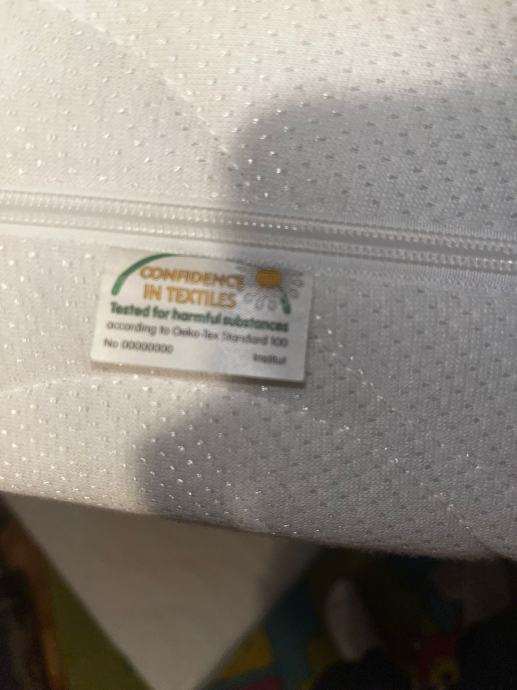 CONFIDENCE
IN TEXTILES
Tested for harmful substances
according to Oeko-Tex Standard 100
No 00000000
Institut